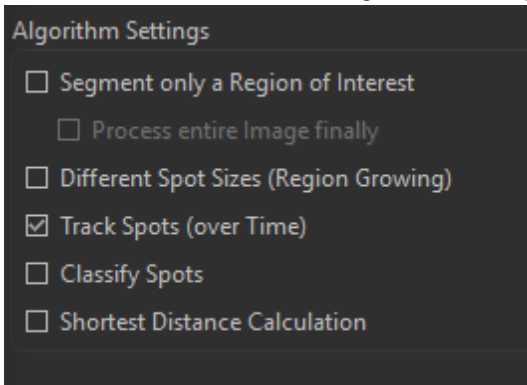 Algorithm Settings
Segment only a Region of Interest
Process entire Image finally
Different Spot Sizes (Region Growing)
Track Spots (over Time)
Classify Spots
Shortest Distance Calculation